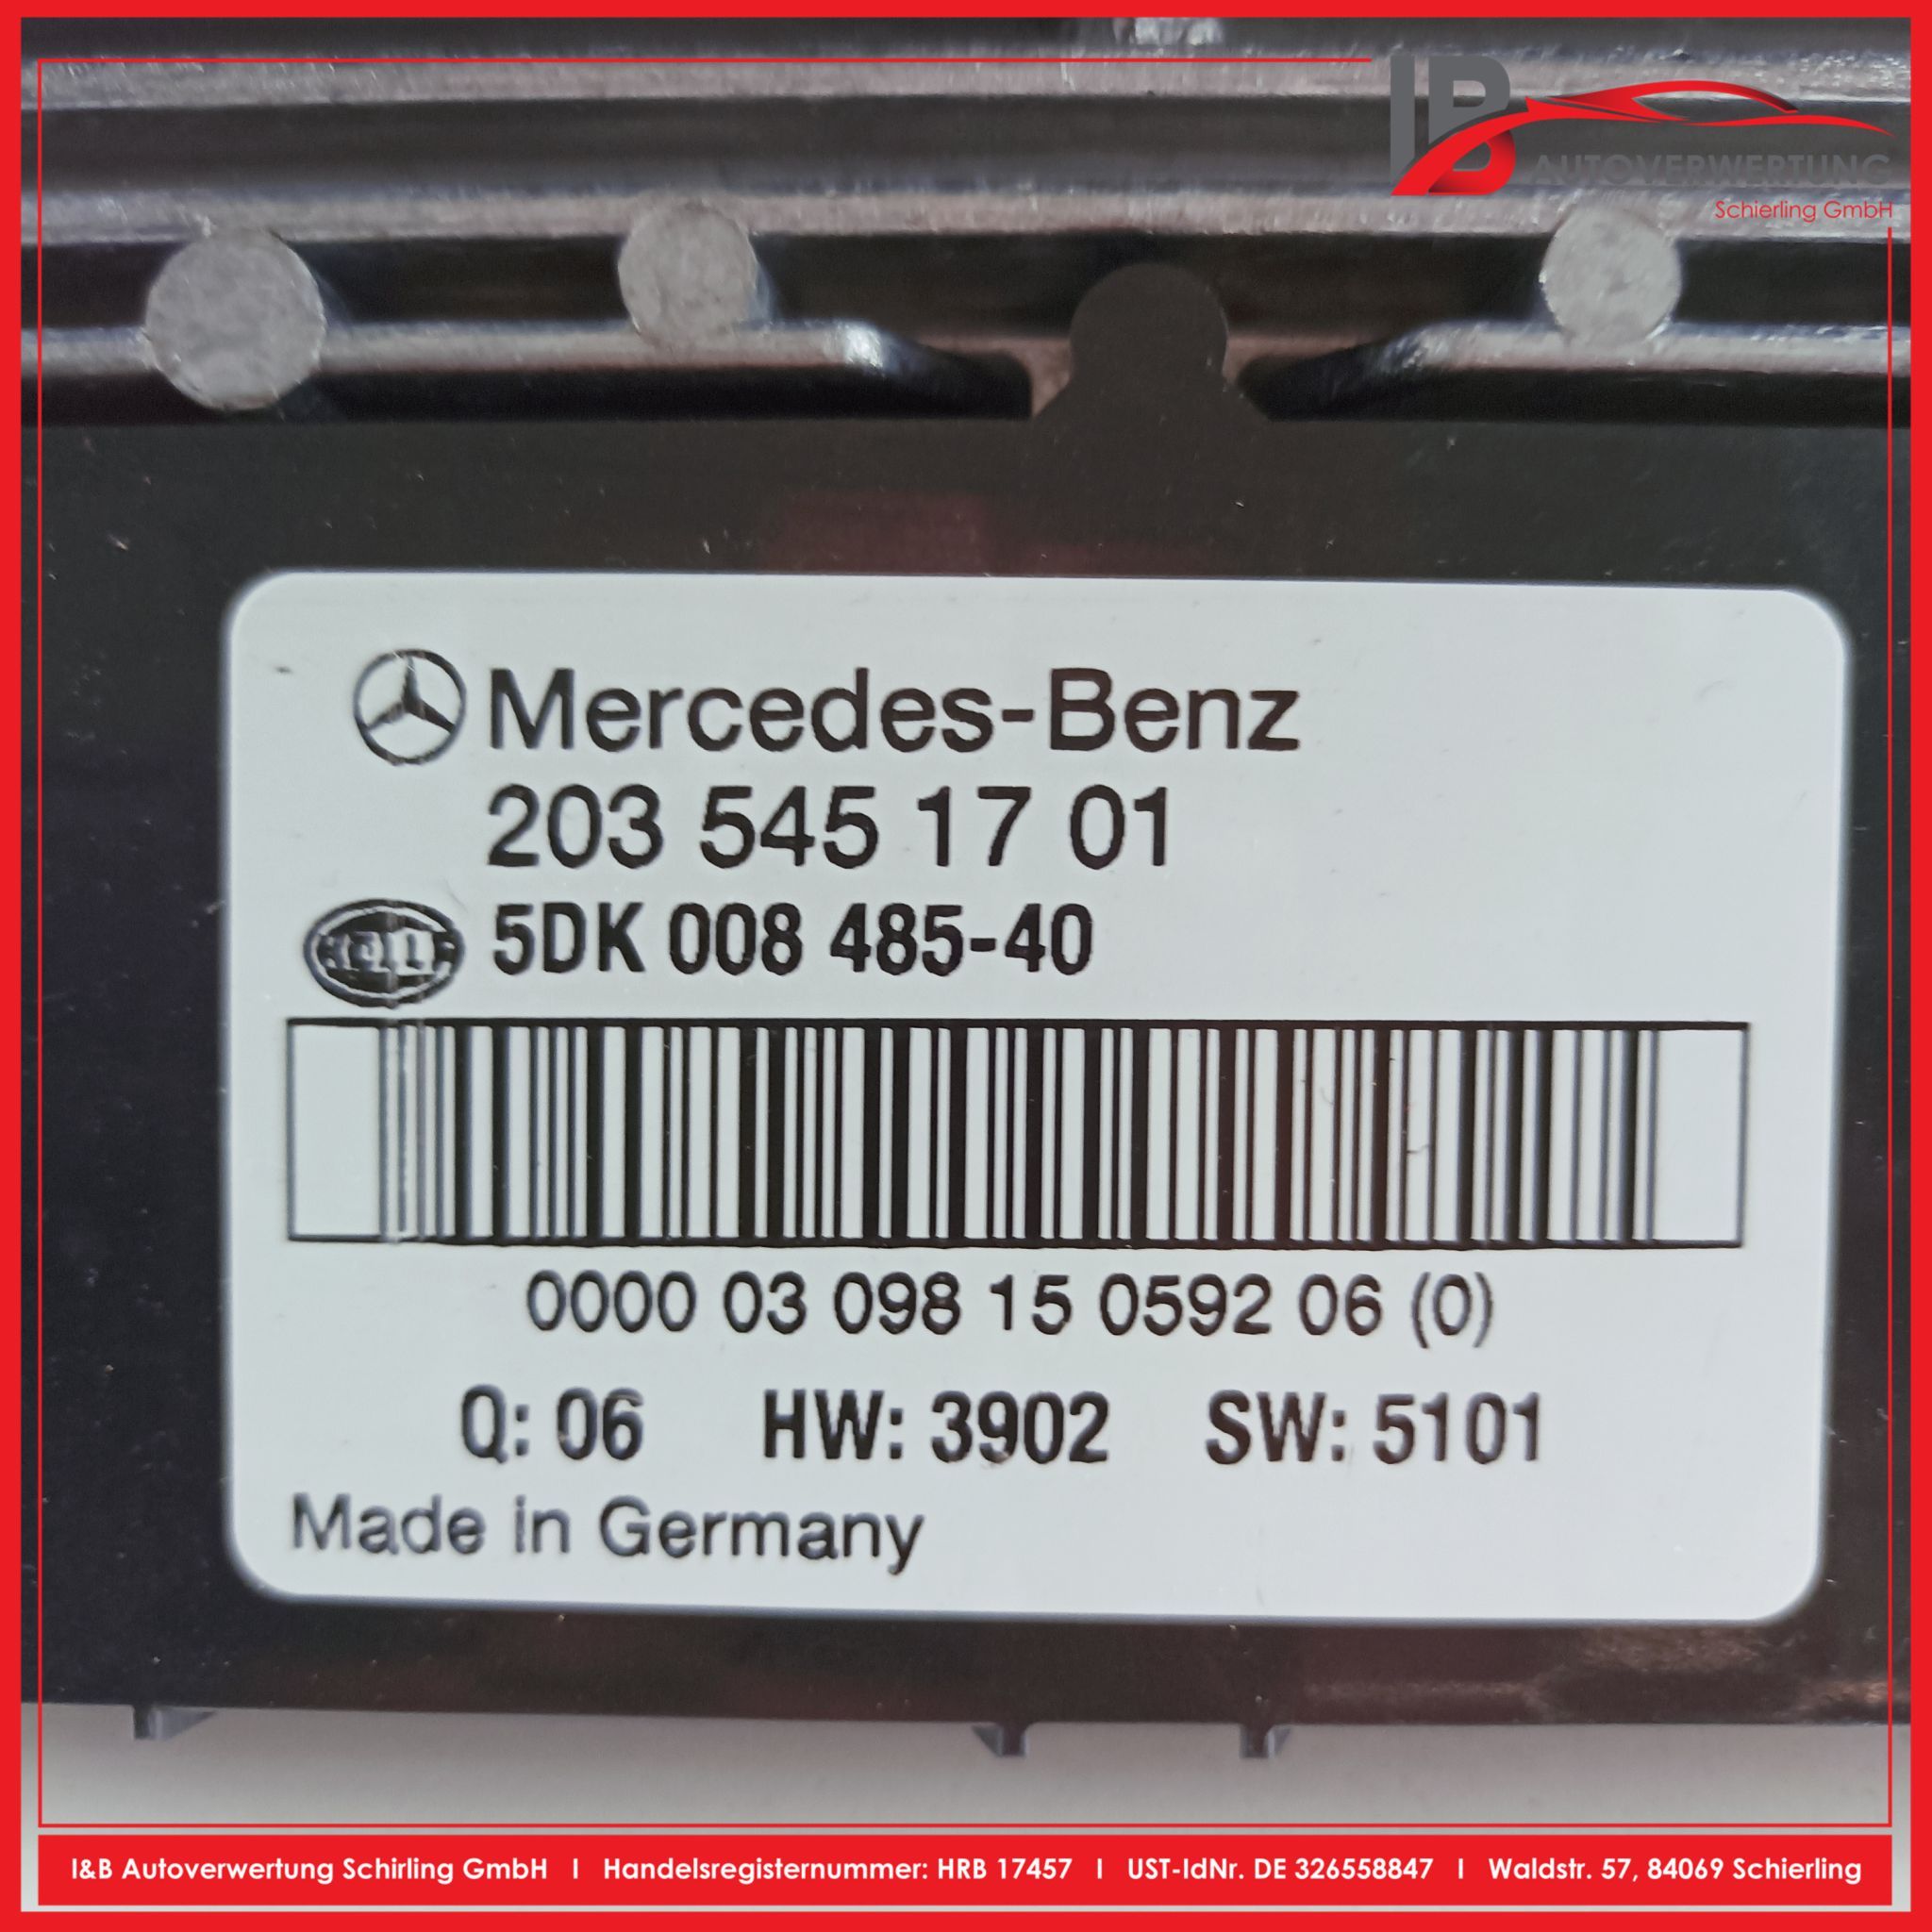 IB
AUTOVERWERTUNG
Schierling GmbH
Mercedes-Benz
203 545 17 01
5DK 008 485-40
0000 03 098 15 0592 06 (0)
Q: 06 HW: 3902 SW: 5101
Made in Germany
I&B Autoverwertung Schirling GmbH I Handelsregisternummer: HRB 17457 I UST-IdNr. DE 326558847 I Waldstr. 57, 84069 Schierling